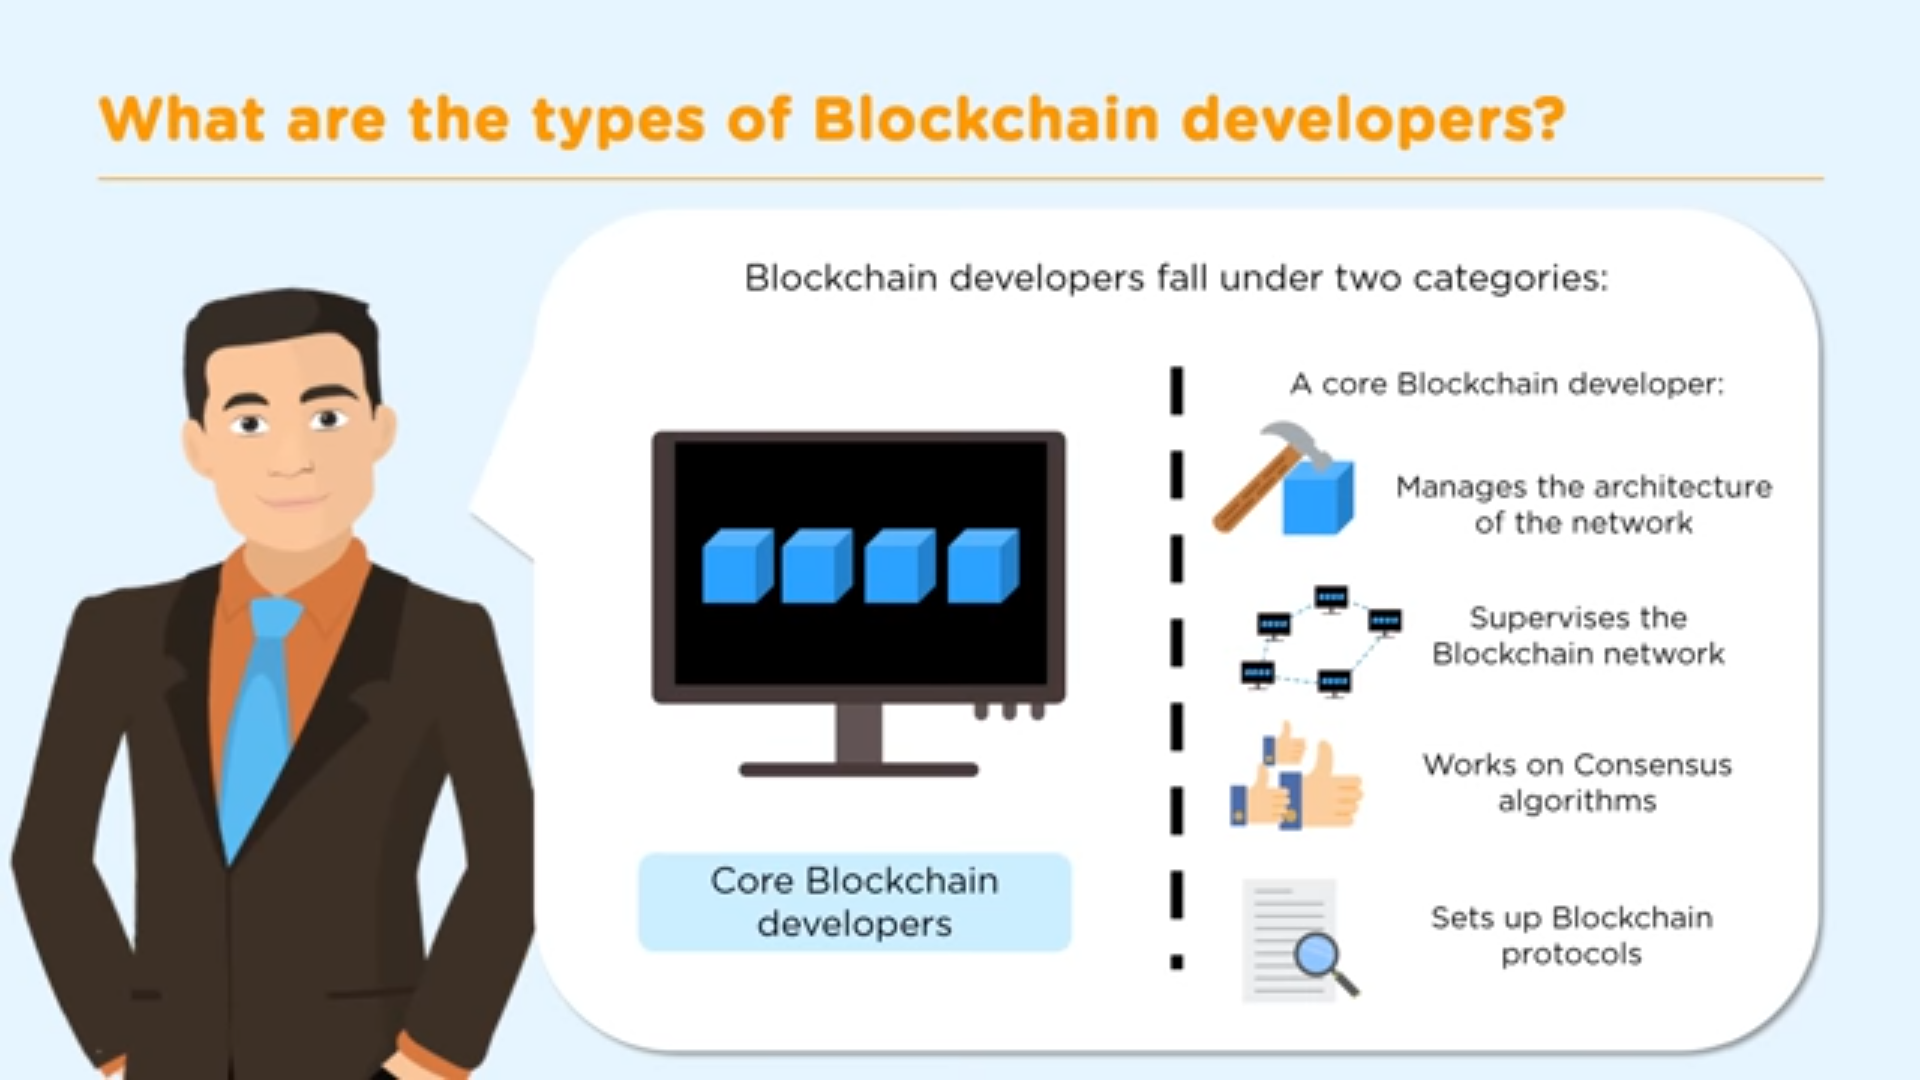 What are the types of Blockchain developers?
Blockchain developers fall under two categories:
A core Blockchain developer:
Manages the architecture
of the network
Supervises the
Blockchain network
Works on Consensus
algorithms
Core Blockchain
developers
Sets up Blockchain
protocols